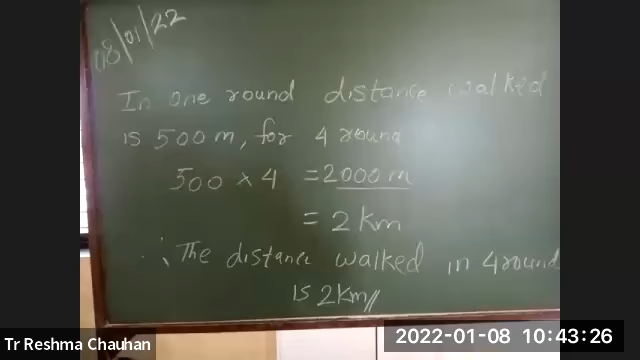 08/01/22
In one round distance walked
is 500 m, for 4 round
500 × 4 = 2000 m
= 2 km
∴ The distance walked in 4 round
is 2 km//
Tr Reshma Chauhan
2022-01-08 10:43:26